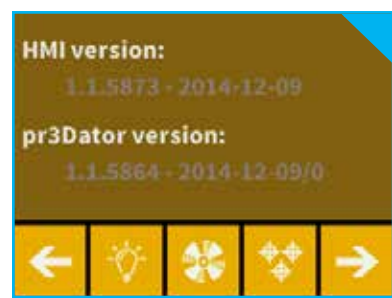 HMI version:
1.1.5873 - 2014-12-09
pr3Dator version:
1.1.5864 - 2014-12-09/0